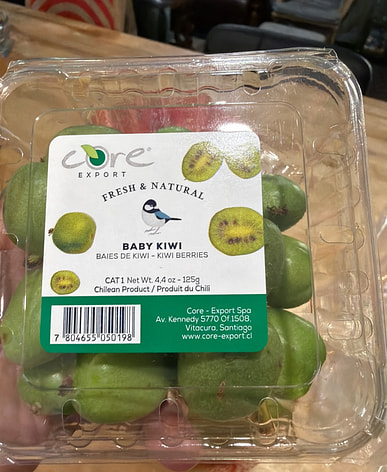 core®
EXPORT
FRESH & NATURAL
BABY KIWI
BAIES DE KIWI - KIWI BERRIES
CAT 1 Net Wt. 4,4 oz - 125g
Chilean Product / Produit du Chili
7 804655 050198
Core - Export Spa
Av. Kennedy 5770 Of.1508.
Vitacura, Santiago
www.core-export.cl